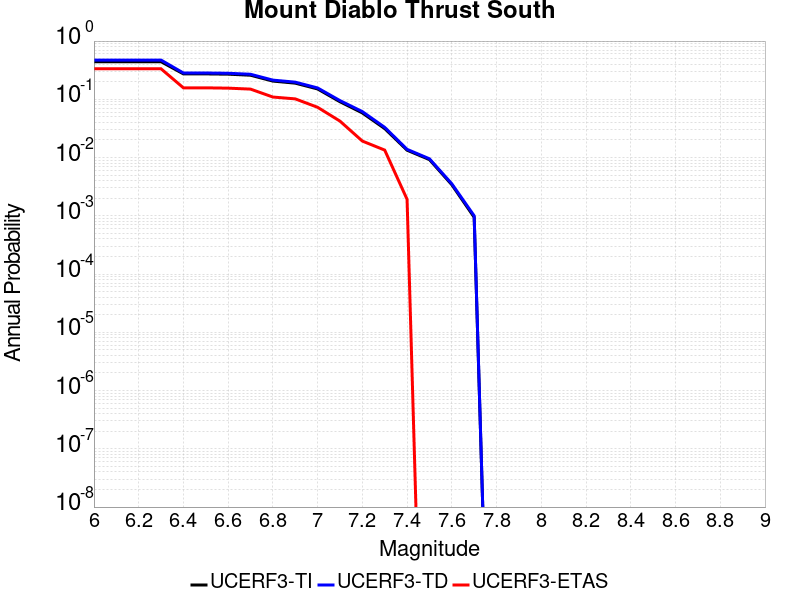 Mount Diablo Thrust South
10^0
10^-1
10^-2
10^-3
10^-4
10^-5
10^-6
10^-7
10^-8
Annual Probability
6 6.2 6.4 6.6 6.8 7 7.2 7.4 7.6 7.8 8 8.2 8.4 8.6 8.8 9
Magnitude
UCERF3-TI UCERF3-TD UCERF3-ETAS